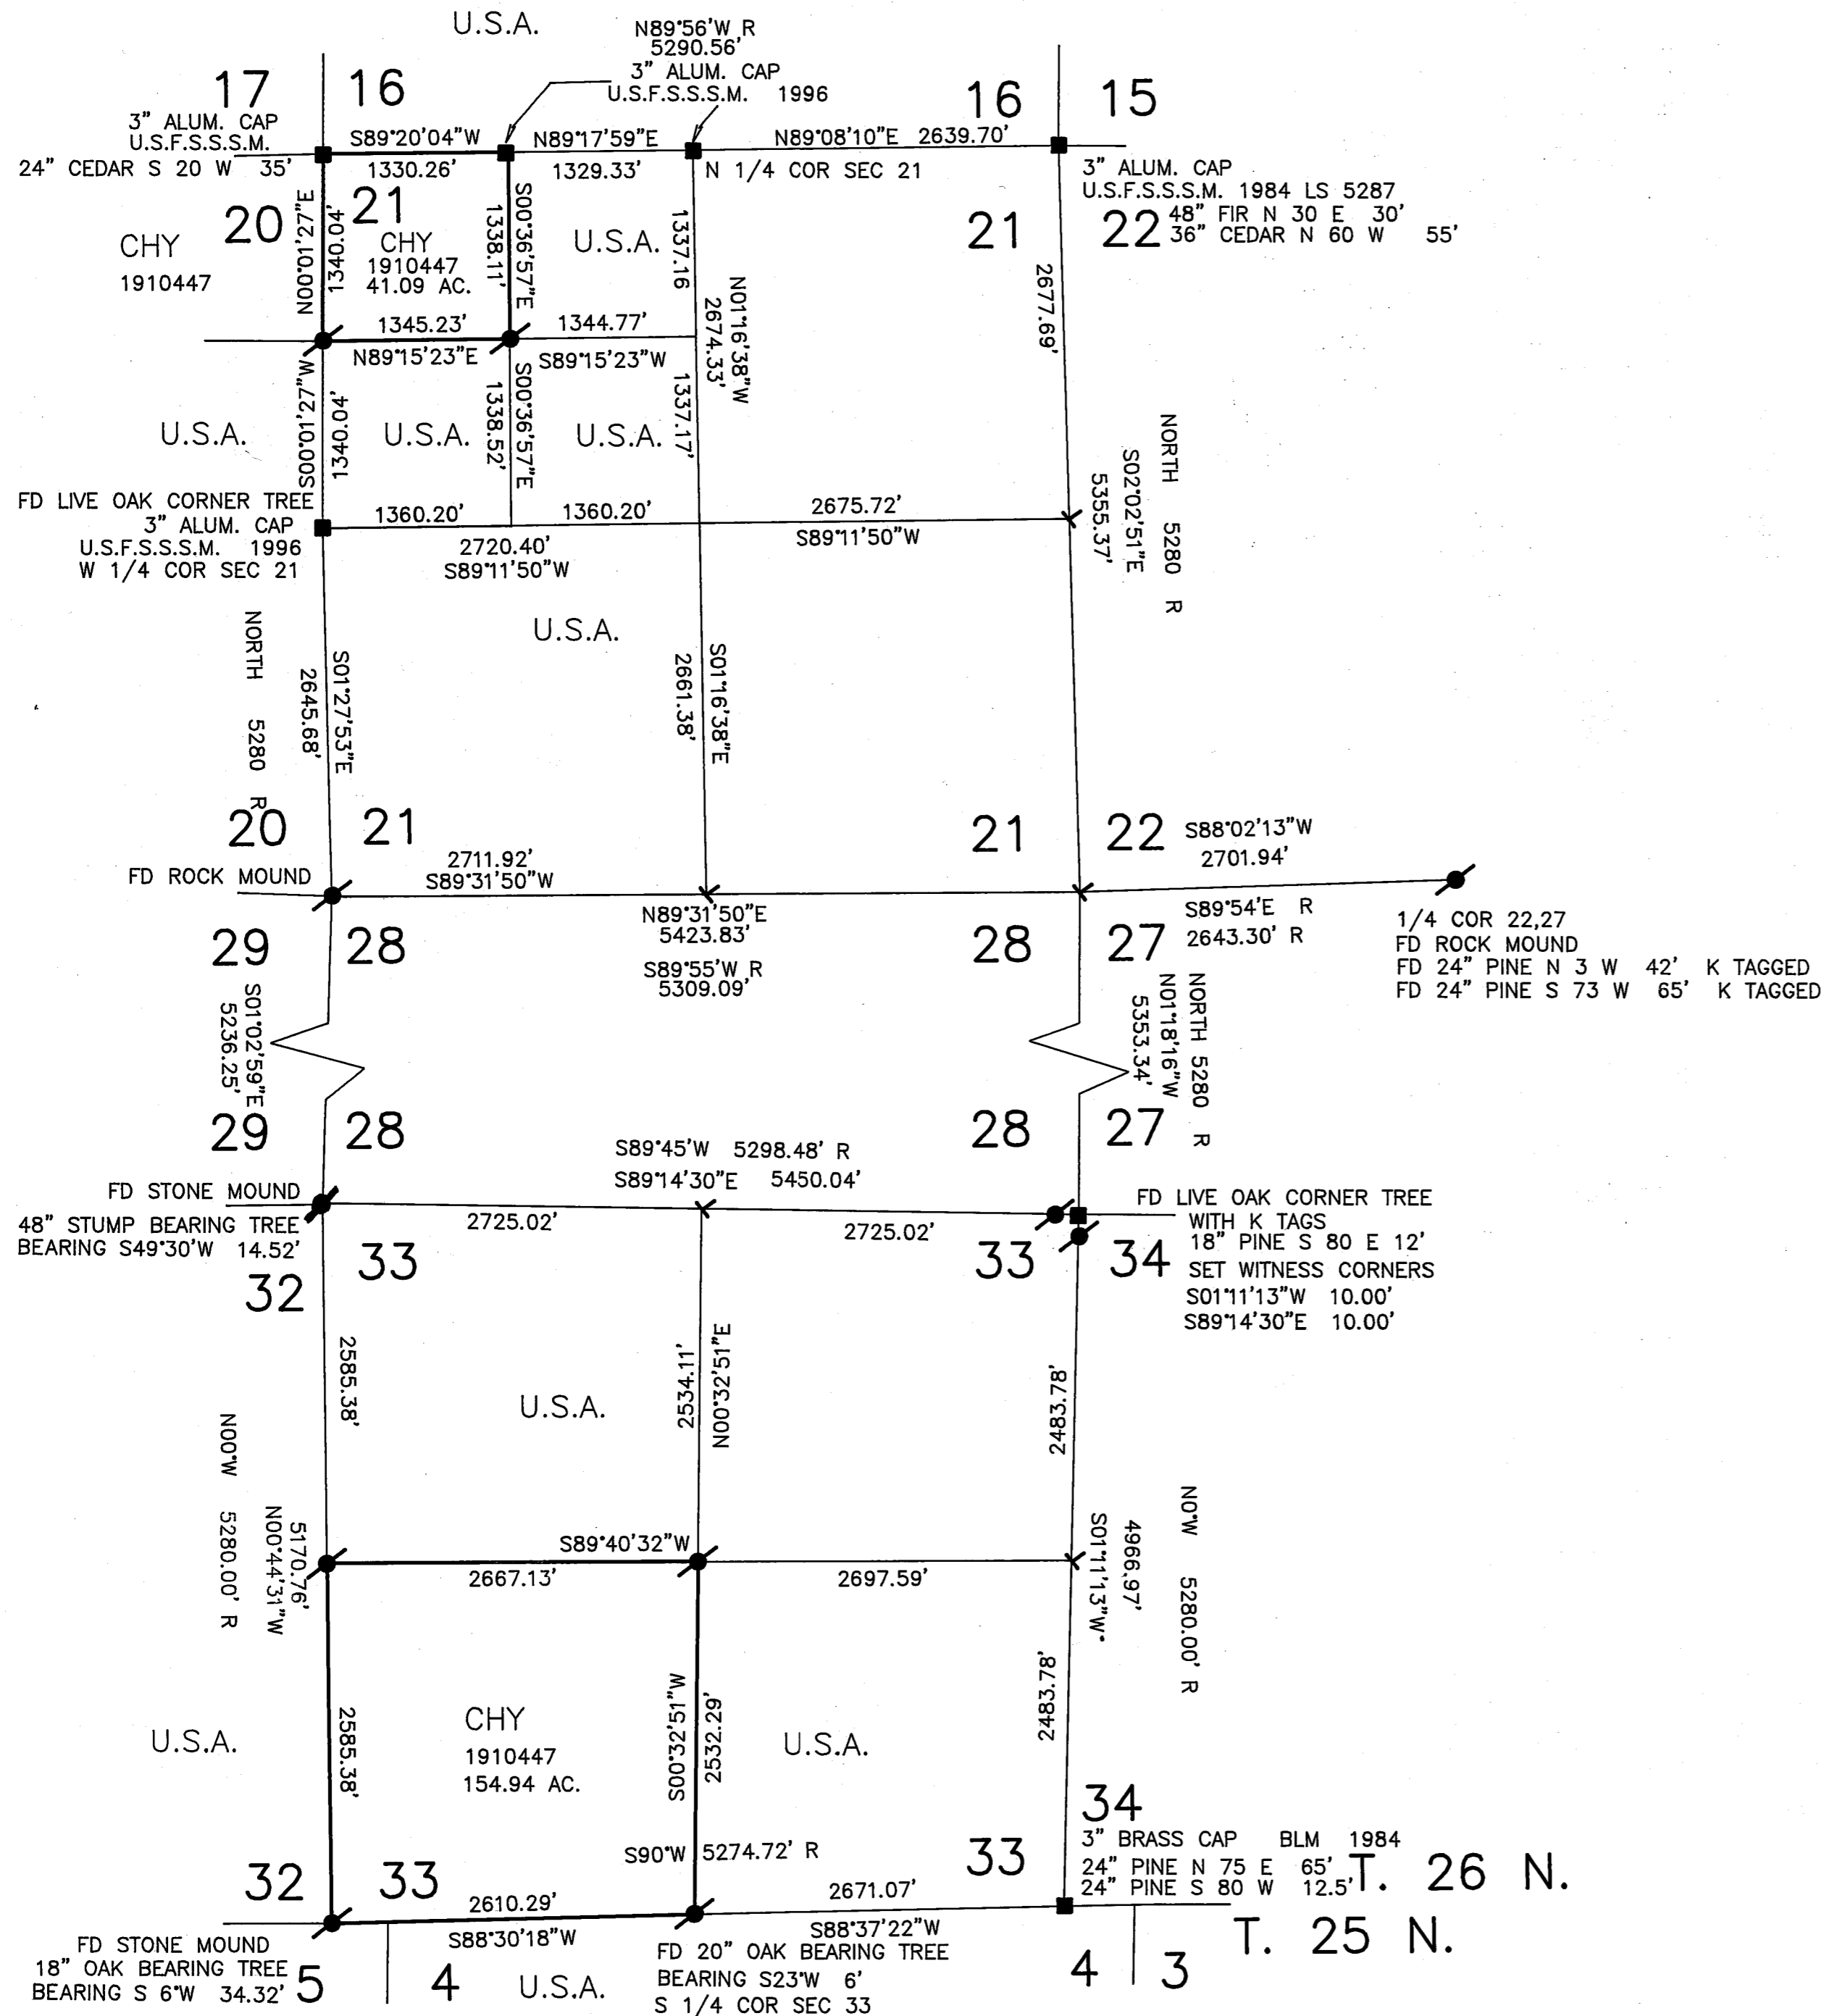 U.S.A.
N89°56'W R
5290.56'
3" ALUM. CAP
U.S.F.S.S.S.M. 1996
17
16
16
15
3" ALUM. CAP
U.S.F.S.S.S.M.
24" CEDAR S 20 W 35'
S89°20'04"W
1330.26'
N89°17'59"E
1329.33'
N89°08'10"E 2639.70'
N 1/4 COR SEC 21
3" ALUM. CAP
U.S.F.S.S.S.M. 1984 LS 5287
48" FIR N 30 E 30'
36" CEDAR N 60 W 55'
20
21
21
22
CHY
1910447
N00°01'27"E
1340.04'
CHY
1910447
41.09 AC.
S00°36'57"E
1338.11'
U.S.A.
1337.16
N01°16'38"W
2674.33'
2677.69'
1345.23'
N89°15'23"E
1344.77'
S89°15'23"W
U.S.A.
S00°01'27"W
1340.04'
U.S.A.
S00°36'57"E
1338.52'
U.S.A.
1337.17'
NORTH 5280 R
S02°02'51"E
5355.37'
FD LIVE OAK CORNER TREE
3" ALUM. CAP
U.S.F.S.S.S.M. 1996
W 1/4 COR SEC 21
1360.20'
1360.20'
2675.72'
2720.40'
S89°11'50"W
S89°11'50"W
U.S.A.
NORTH 5280 R
S01°27'53"E
2645.68'
S01°16'38"E
2661.38'
20
21
21
22
S88°02'13"W
2701.94'
2711.92'
S89°31'50"W
FD ROCK MOUND
N89°31'50"E
5423.83'
S89°55'W R
5309.09'
S89°54'E R
2643.30' R
1/4 COR 22,27
FD ROCK MOUND
FD 24" PINE N 3 W 42' K TAGGED
FD 24" PINE S 73 W 65' K TAGGED
29
28
28
27
S01°02'59"E
5236.25'
NORTH 5280 R
N01°18'16"W
5353.34'
29
28
28
27
S89°45'W 5298.48' R
S89°14'30"E 5450.04'
FD STONE MOUND
48" STUMP BEARING TREE
BEARING S49°30'W 14.52'
2725.02'
2725.02'
FD LIVE OAK CORNER TREE
WITH K TAGS
18" PINE S 80 E 12'
SET WITNESS CORNERS
S01°11'13"W 10.00'
S89°14'30"E 10.00'
32
33
33
34
2585.38'
2534.11'
N00°32'51"E
2483.78'
U.S.A.
N00°W 5280.00' R
5170.76'
N00°44'31"W
S89°40'32"W
2667.13'
2697.59'
S01°11'13"W
4966.97'
N0°W 5280.00' R
U.S.A.
2585.38'
CHY
1910447
154.94 AC.
S00°32'51"W
2532.29'
U.S.A.
2483.78'
S90°W 5274.72' R
32
33
33
34
3" BRASS CAP BLM 1984
24" PINE N 75 E 65'
24" PINE S 80 W 12.5'
T. 26 N.
2610.29'
S88°30'18"W
2671.07'
S88°37'22"W
T. 25 N.
FD STONE MOUND
18" OAK BEARING TREE
BEARING S 6°W 34.32'
5
4
U.S.A.
FD 20" OAK BEARING TREE
BEARING S23°W 6'
S 1/4 COR SEC 33
4
3